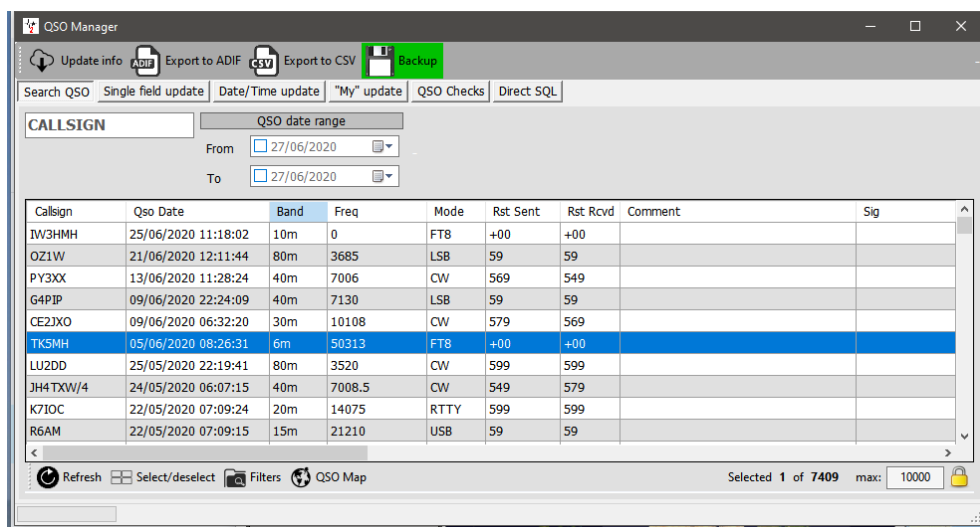 QSO Manager
Update info ADIF Export to ADIF CSV Export to CSV Backup
Search QSO Single field update Date/Time update "My" update QSO Checks Direct SQL
CALLSIGN QSO date range
From 27/06/2020
To 27/06/2020
Callsign Qso Date Band Freq Mode Rst Sent Rst Rcvd Comment Sig
IW3HMH 25/06/2020 11:18:02 10m 0 FT8 +00 +00
OZ1W 21/06/2020 12:11:44 80m 3685 LSB 59 59
PY3XX 13/06/2020 11:28:24 40m 7006 CW 569 549
G4PIP 09/06/2020 22:24:09 40m 7130 LSB 59 59
CE2JXO 09/06/2020 06:32:20 30m 10108 CW 579 569
TK5MH 05/06/2020 08:26:31 6m 50313 FT8 +00 +00
LU2DD 25/05/2020 22:19:41 80m 3520 CW 599 599
JH4TXW/4 24/05/2020 06:07:15 40m 7008.5 CW 549 579
K7IOC 22/05/2020 07:09:24 20m 14075 RTTY 599 599
R6AM 22/05/2020 07:09:15 15m 21210 USB 59 59
Refresh Select/deselect Filters QSO Map Selected 1 of 7409 max: 10000